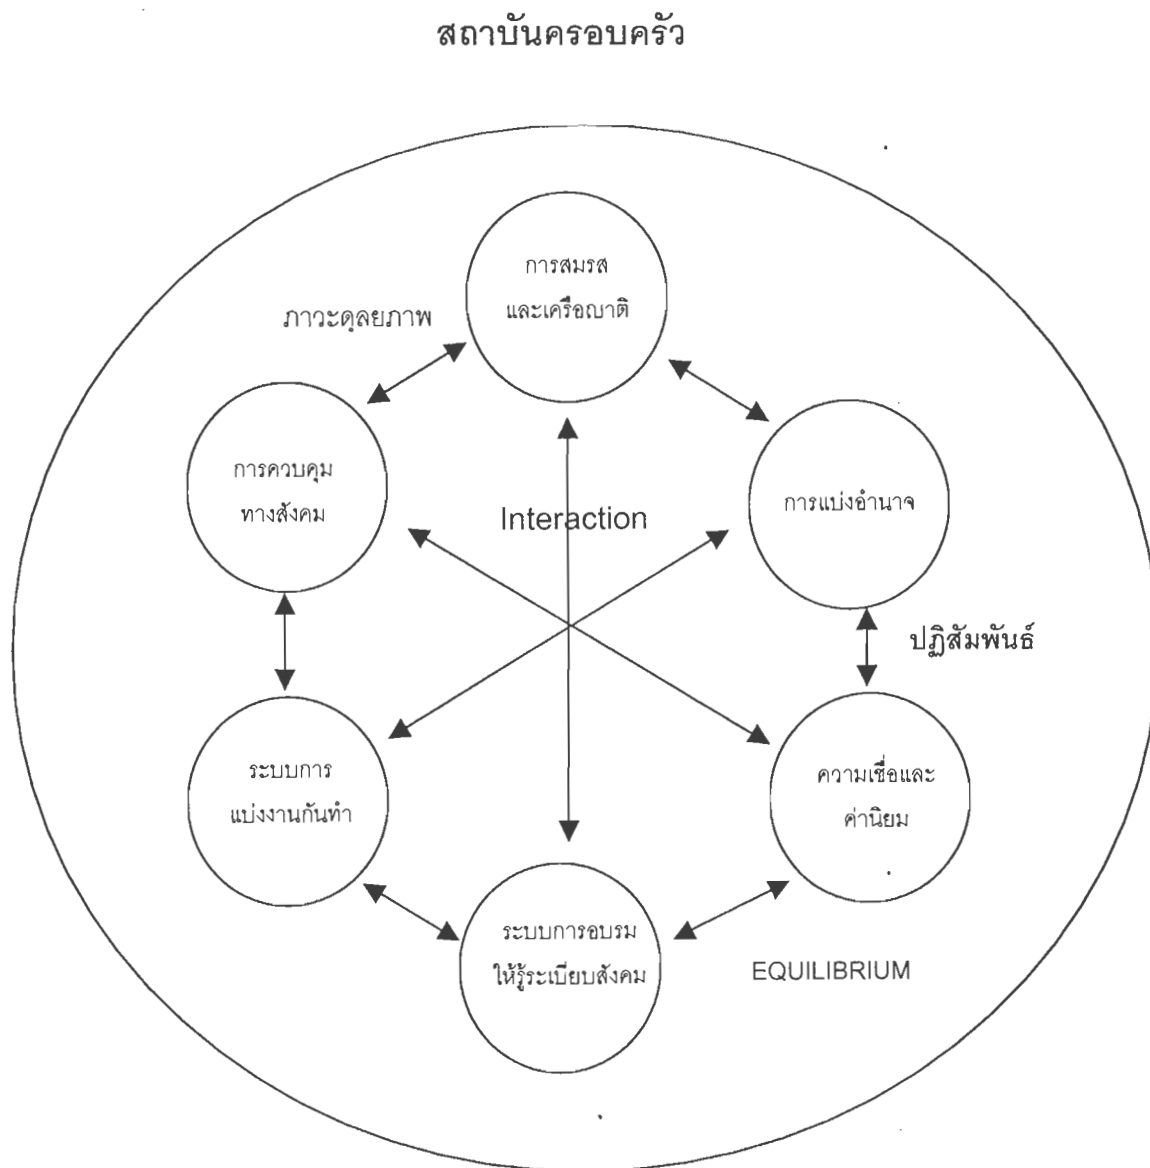 สถาบันครอบครัว
การสมรส
และเครือญาติ
ภาวะดุลยภาพ
การควบคุม
ทางสังคม
Interaction
การแบ่งอำนาจ
ปฏิสัมพันธ์
ระบบการ
แบ่งงานกันทำ
ความเชื่อและ
ค่านิยม
ระบบการอบรม
ให้รู้ระเบียบสังคม
EQUILIBRIUM